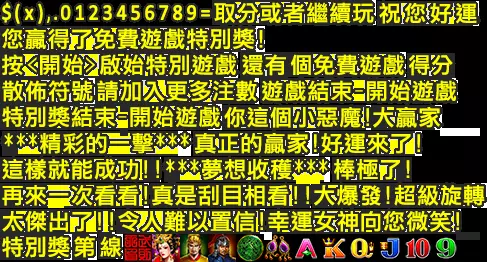 $(x),.0123456789=取分或者繼續玩 祝您好運
您贏得了免費遊戲特別獎!
按<開始>啟始特別遊戲 還有 個免費遊戲 得分
散佈符號 請加入更多注數 遊戲結束-開始遊戲
特別獎結束-開始遊戲 你這個小惡魔!大贏家
***精彩的一擊*** 真正的贏家!好運來了!
這樣就能成功!!***夢想收穫*** 棒極了!
再來一次看看!真是刮目相看!!大爆發!超級旋轉
太傑出了!!令人難以置信!幸運女神向您微笑!
特別獎 第 線 A K Q J 10 9